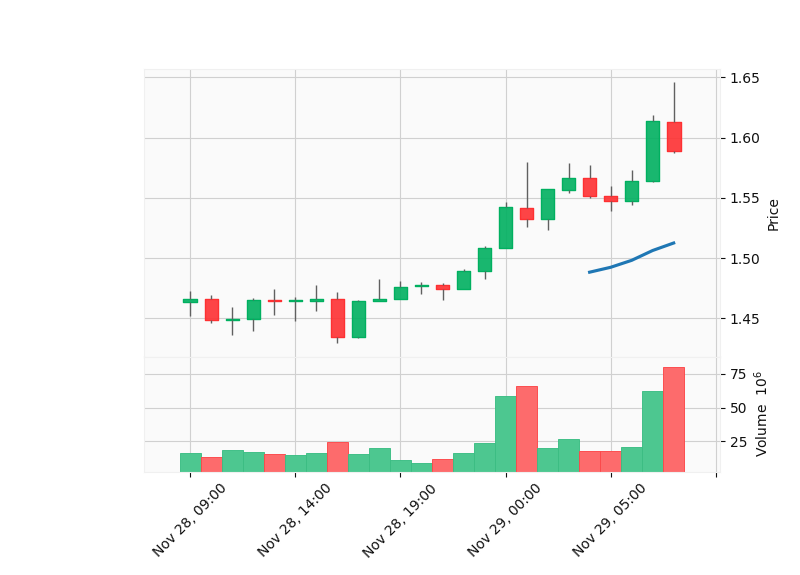 1.65
1.60
1.55
1.50
1.45
Price
75
50
25
Volume 10⁶
Nov 28, 09:00
Nov 28, 14:00
Nov 28, 19:00
Nov 29, 00:00
Nov 29, 05:00